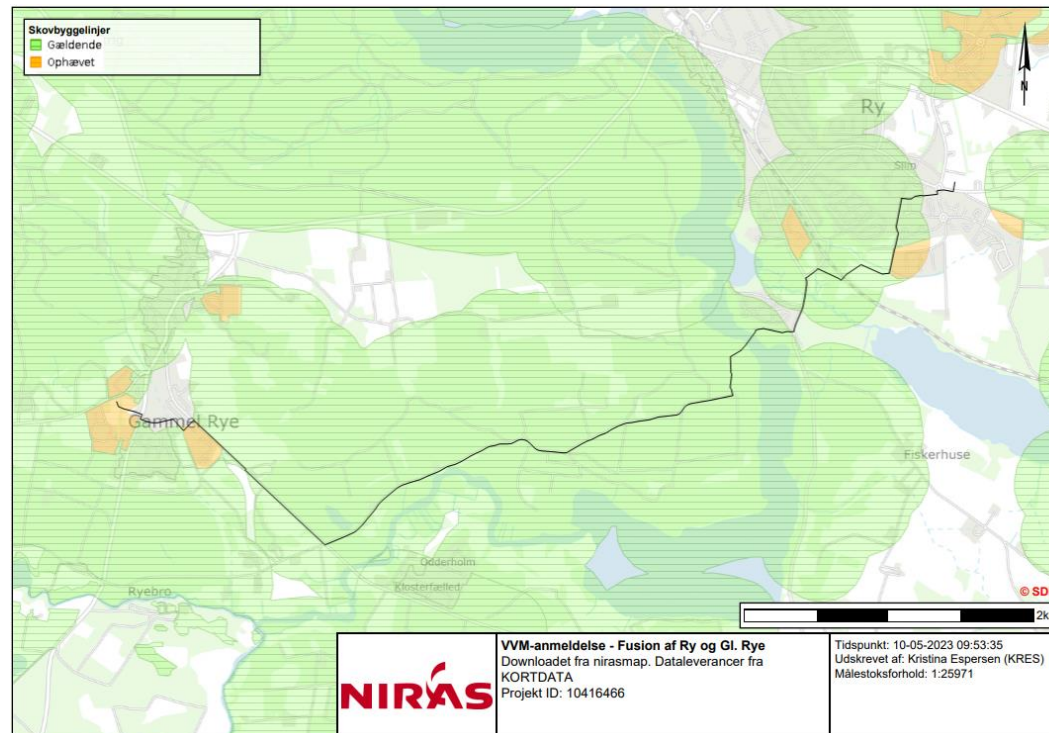 Skovbyggelinjer
Gældende
Ophævet
N
Ry
Siim
Gammel Rye
Fiskerhuse
Odderholm
Klosterfælled
Ryebro
© SD
2k
NIRAS
VVM-anmeldelse - Fusion af Ry og Gl. Rye
Downloadet fra nirasmap. Dataleverancer fra
KORTDATA
Projekt ID: 10416466
Tidspunkt: 10-05-2023 09:53:35
Udskrevet af: Kristina Espersen (KRES)
Målestoksforhold: 1:25971